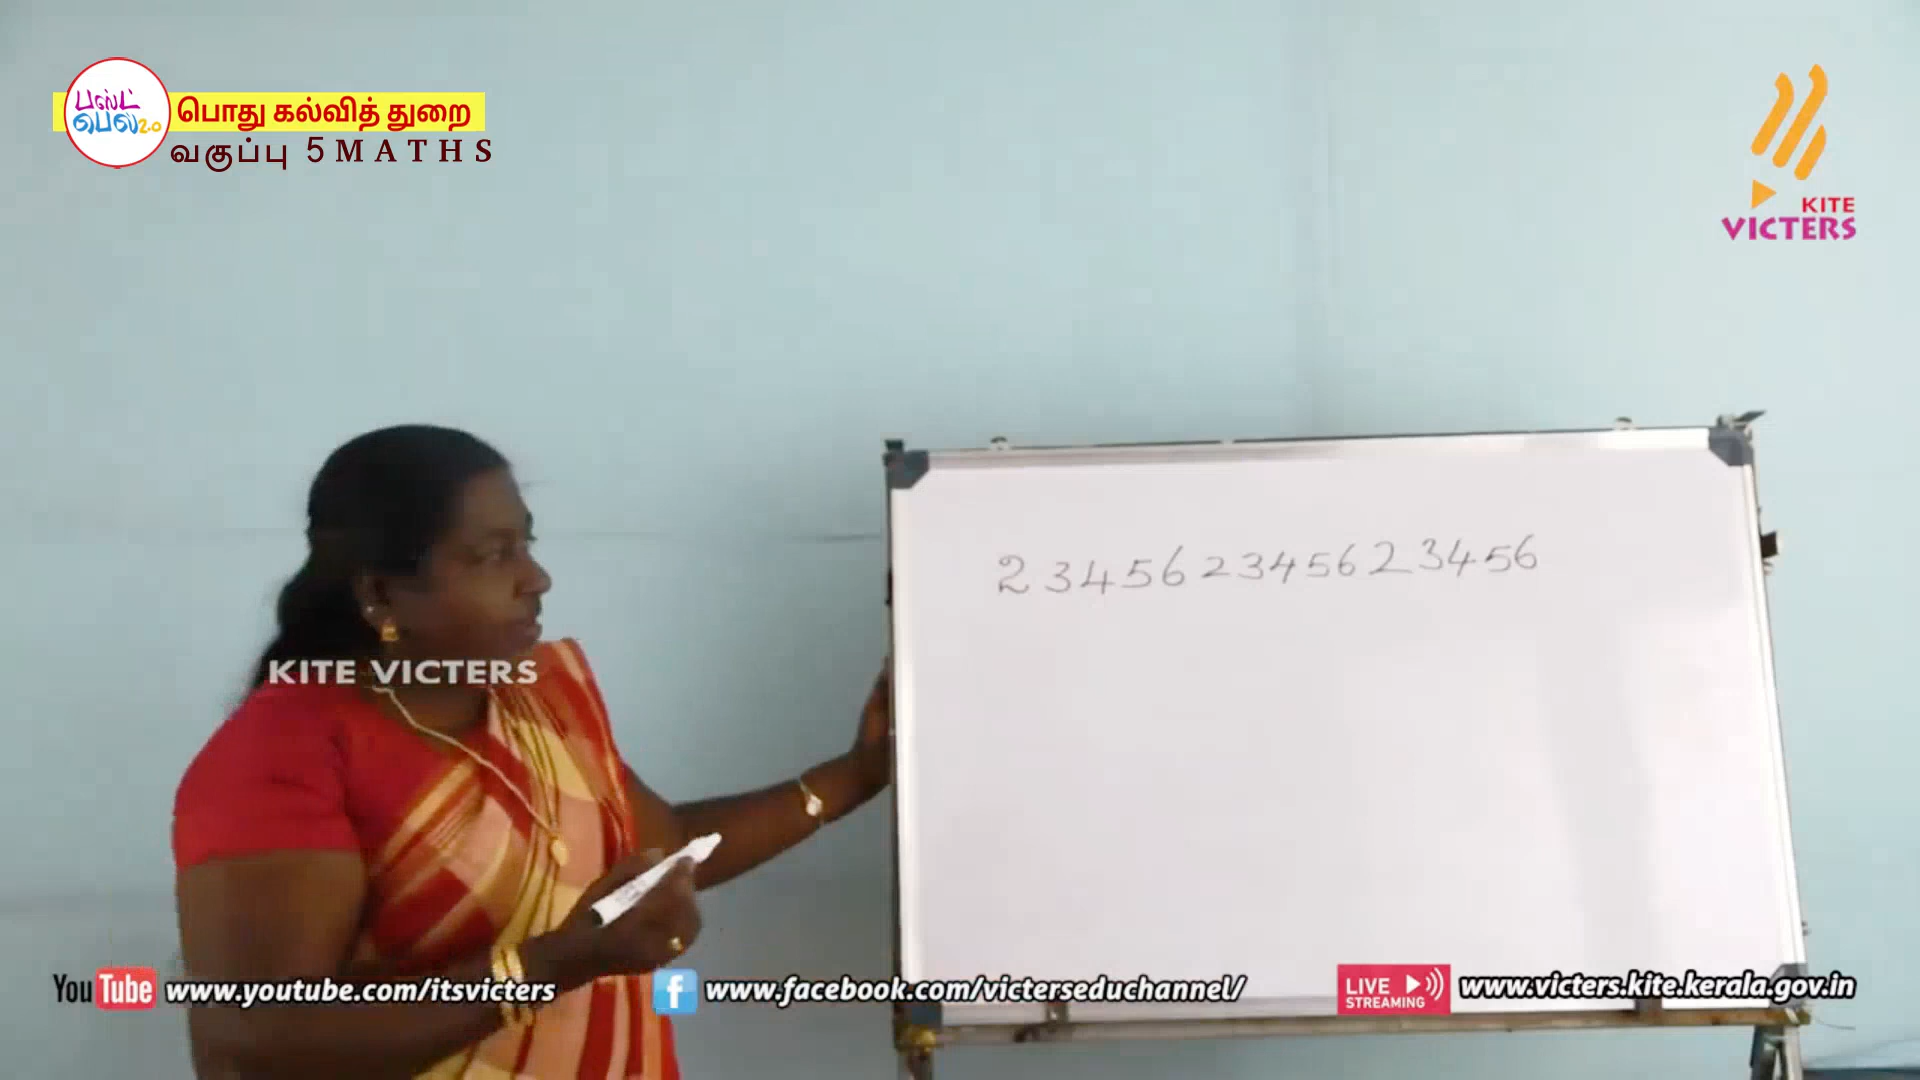 பஸ்ட்
பெல் 2.0
பொது கல்வித் துறை
வகுப்பு 5 MATHS
KITE
VICTERS
2 3 4 5 6 2 3 4 5 6 2 3 4 5 6
KITE VICTERS
YouTube www.youtube.com/itsvicters
f www.facebook.com/victerseduchannel/
LIVE STREAMING www.victers.kite.kerala.gov.in